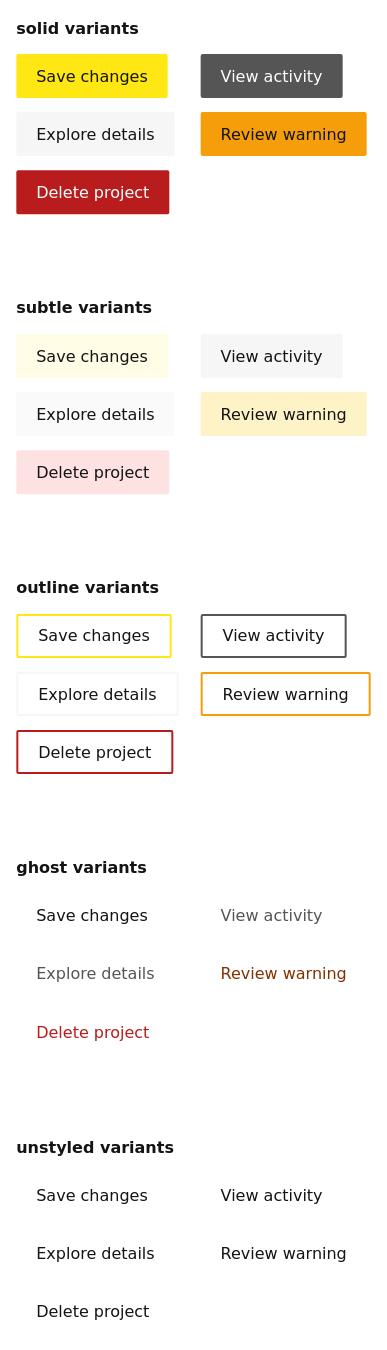 solid variants
Save changes
View activity
Explore details
Review warning
Delete project
subtle variants
Save changes
View activity
Explore details
Review warning
Delete project
outline variants
Save changes
View activity
Explore details
Review warning
Delete project
ghost variants
Save changes
View activity
Explore details
Review warning
Delete project
unstyled variants
Save changes
View activity
Explore details
Review warning
Delete project